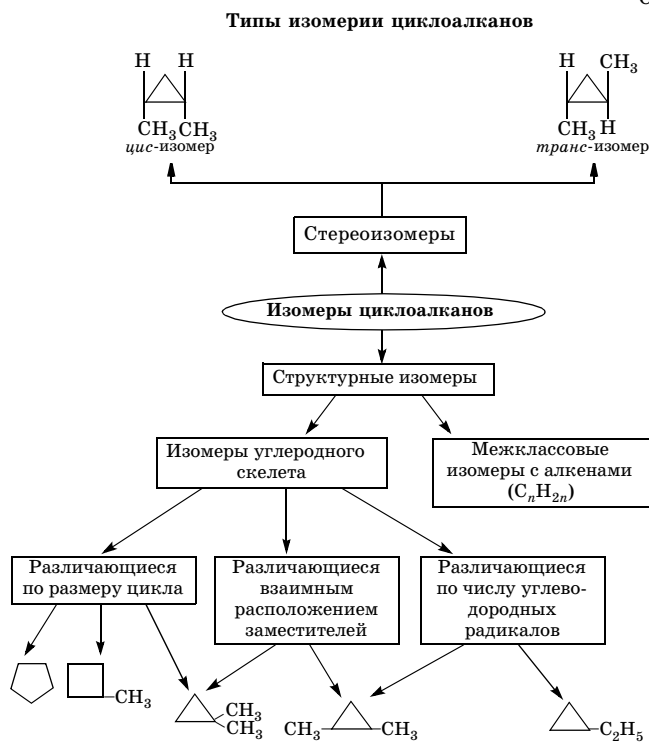 Типы изомерии циклоалканов
H H
CH₃ CH₃
цис-изомер
H CH₃
CH₃ H
транс-изомер
Стереоизомеры
Изомеры циклоалканов
Структурные изомеры
Изомеры углеродного
скелета
Межклассовые
изомеры с алкенами
(CₙH₂ₙ)
Различающиеся
по размеру цикла
Различающиеся
взаимным
расположением
заместителей
Различающиеся
по числу углево-
дородных
радикалов
CH₃
CH₃
CH₃
CH₃ CH₃
C₂H₅